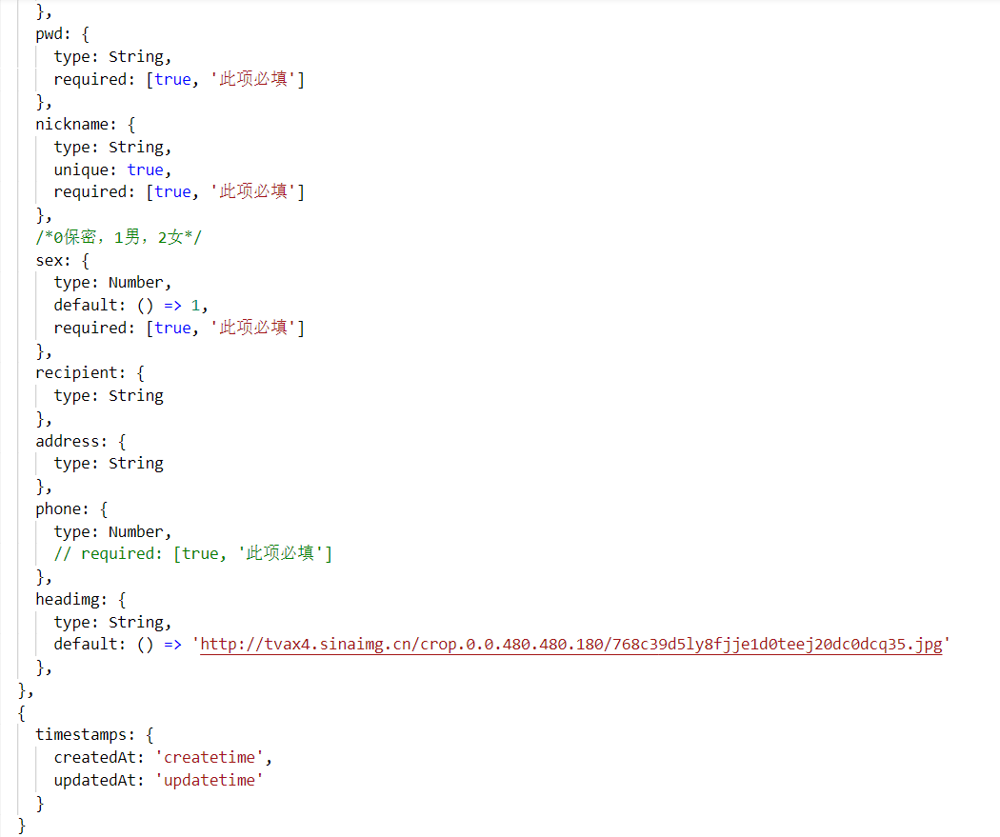 },
pwd: {
type: String,
required: [true, '此项必填']
},
nickname: {
type: String,
unique: true,
required: [true, '此项必填']
},
/*0保密，1男，2女*/
sex: {
type: Number,
default: () => 1,
required: [true, '此项必填']
},
recipient: {
type: String
},
address: {
type: String
},
phone: {
type: Number,
// required: [true, '此项必填']
},
headimg: {
type: String,
default: () => 'http://tvax4.sinaimg.cn/crop.0.0.480.480.180/768c39d5ly8fjje1d0teej20dc0dcq35.jpg'
},
},
{
timestamps: {
createdAt: 'createtime',
updatedAt: 'updatetime'
}
}